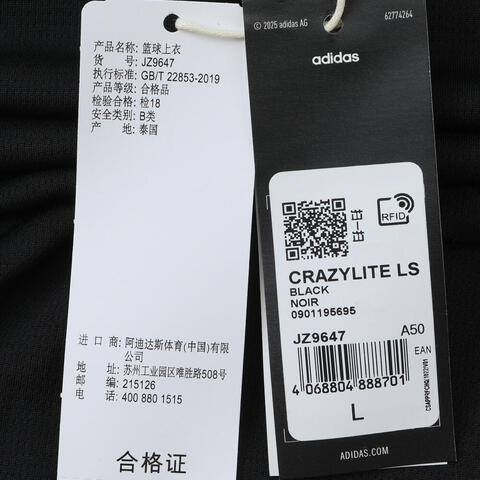 产品名称: 篮球上衣
货 号: JZ9647
执行标准: GB/T 22853-2019
产品等级: 合格品
检验合格: 检18
安全类别: B类
产 地: 泰国
进 口 商: 阿迪达斯体育(中国)有限
公司
地 址: 苏州工业园区唯胜路508号
邮 编: 215126
电 话: 400 880 1515
合格证
© 2025 adidas AG
62774264
adidas
RFID
CRAZYLITE LS
BLACK
NOIR
0901195695
JZ9647
A50
EAN
4 068804 888701
L
ADIDAS.COM